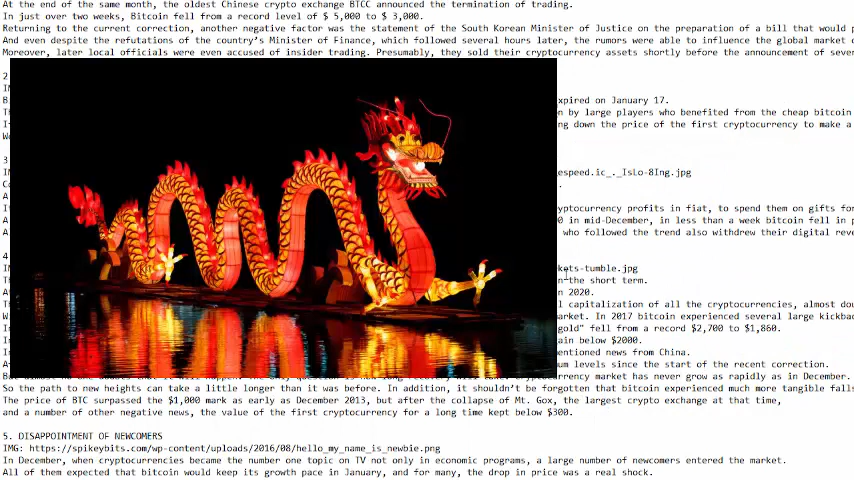 At the end of the same month, the oldest Chinese crypto exchange BTCC announced the termination of trading.
In just over two weeks, Bitcoin fell from a record level of $ 5,000 to $ 3,000.
Returning to the current correction, another negative factor was the statement of the South Korean Minister of Justice on the preparation of a bill that would
And even despite the refutations of the country's Minister of Finance, which followed several hours later, the rumors were able to influence the global market
Moreover, later local officials were even accused of insider trading. Presumably, they sold their cryptocurrency assets shortly before the announcement of
2
xpired on January 17.
n by large players who benefited from the cheap bitcoin
ng down the price of the first cryptocurrency to make a
3
espeed.ic_._IsLo-8Ing.jpg
yptocurrency profits in fiat, to spend them on gifts for
0 in mid-December, in less than a week bitcoin fell in
who followed the trend also withdrew their digital
4
kets-tumble.jpg
n the short term.
n 2020.
l capitalization of all the cryptocurrencies, almost
arket. In 2017 bitcoin experienced several large
gold" fell from a record $2,700 to $1,860.
ain below $2000.
entioned news from China.
um levels since the start of the recent correction.
rrency market has never grow as rapidly as in December.
So the path to new heights can take a little longer than it was before. In addition, it shouldn't be forgotten that bitcoin experienced much more tangible falls
The price of BTC surpassed the $1,000 mark as early as December 2013, but after the collapse of Mt. Gox, the largest crypto exchange at that time,
and a number of other negative news, the value of the first cryptocurrency for a long time kept below $300.
5. DISAPPOINTMENT OF NEWCOMERS
IMG: https://spikeybits.com/wp-content/uploads/2016/08/hello_my_name_is_newbie.png
In December, when cryptocurrencies became the number one topic on TV not only in economic programs, a large number of newcomers entered the market.
All of them expected that bitcoin would keep its growth pace in January, and for many, the drop in price was a real shock.